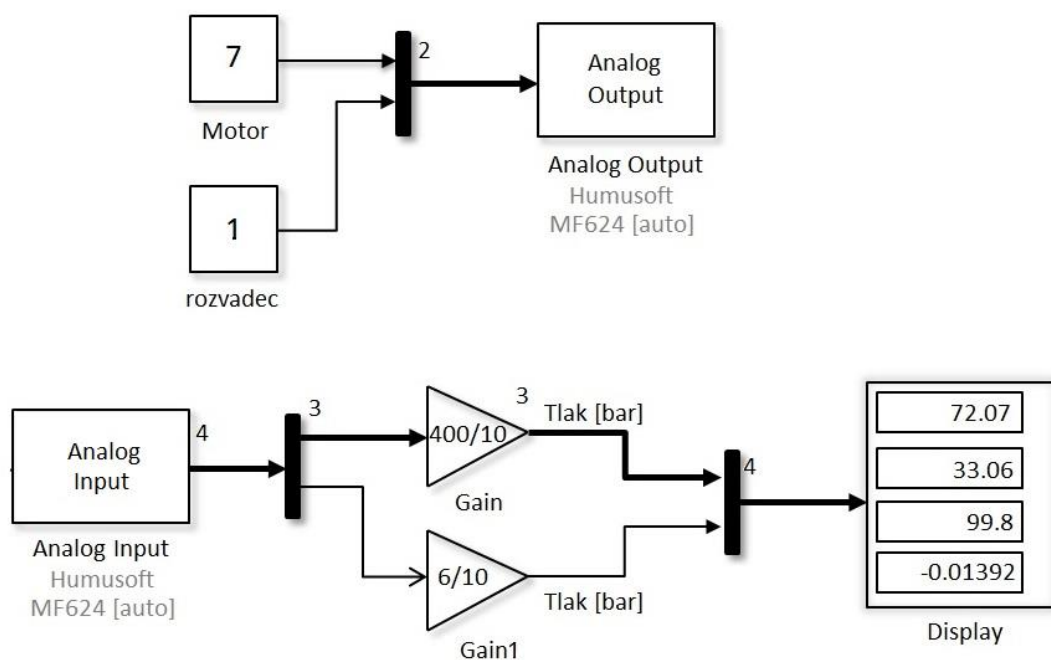 7
Motor
2
Analog
Output
Analog Output
Humusoft
MF624 [auto]
1
rozvadec
Analog
Input
Analog Input
Humusoft
MF624 [auto]
4
3
400/10
Gain
3
Tlak [bar]
6/10
Gain1
Tlak [bar]
4
72.07
33.06
99.8
-0.01392
Display